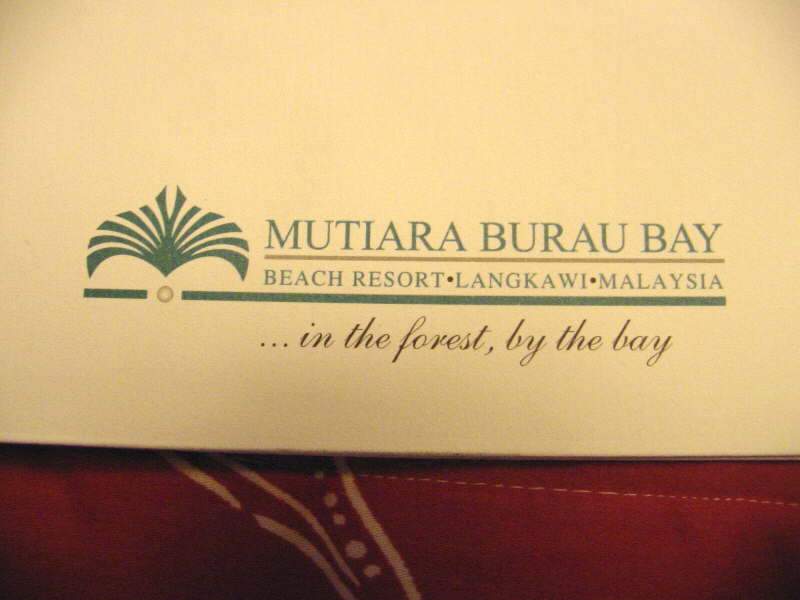 MUTIARA BURAU BAY
BEACH RESORT•LANGKAWI•MALAYSIA
...in the forest, by the bay